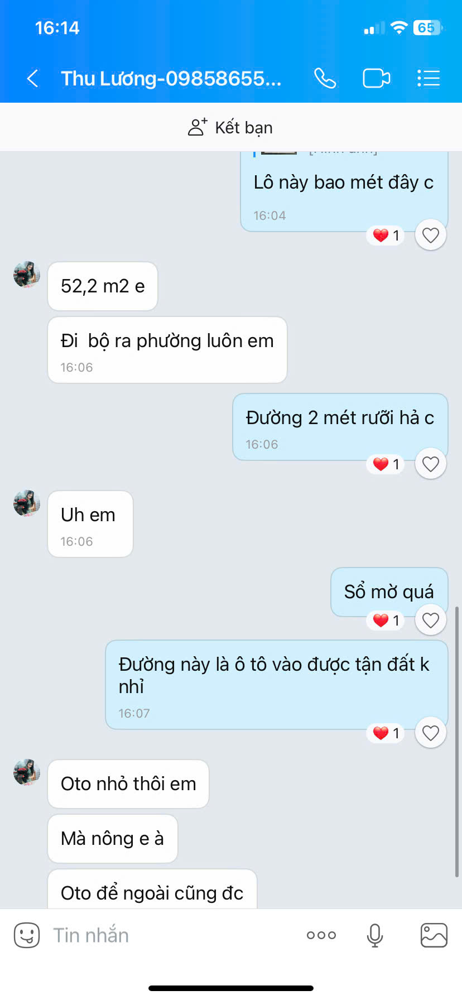 16:14
65
Thu Lương-09858655...
Kết bạn
Lô này bao mét đây c
16:04
1
52,2 m2 e
Đi bộ ra phường luôn em
16:06
Đường 2 mét rưỡi hả c
16:06
1
Uh em
16:06
Sổ mờ quá
1
Đường này là ô tô vào được tận đất k
nhỉ
16:07
1
Oto nhỏ thôi em
Mà nông e à
Oto để ngoài cũng đc
Tin nhắn